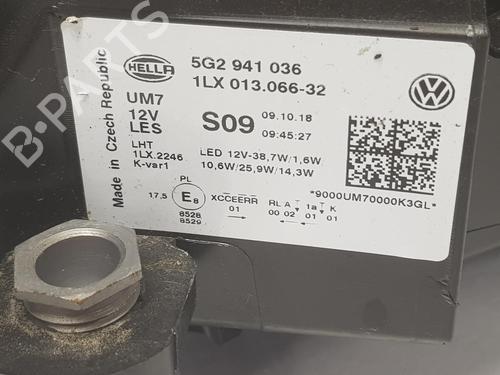 Made in Czech Republic
HELLA
5G2 941 036
1LX 013.066-32
UM7
12V
LES
S09
09.10.18
09:45:27
LHT
1LX.2246
K-var1
LED 12V-38,7W/1,6W
10,6W/25,9W/14,3W
*9000UM70000K3GL*
PL
17,5
E8
XCCEERR
01
RL A 1a K
00 02 01 01
8528
8529
B-PARTS